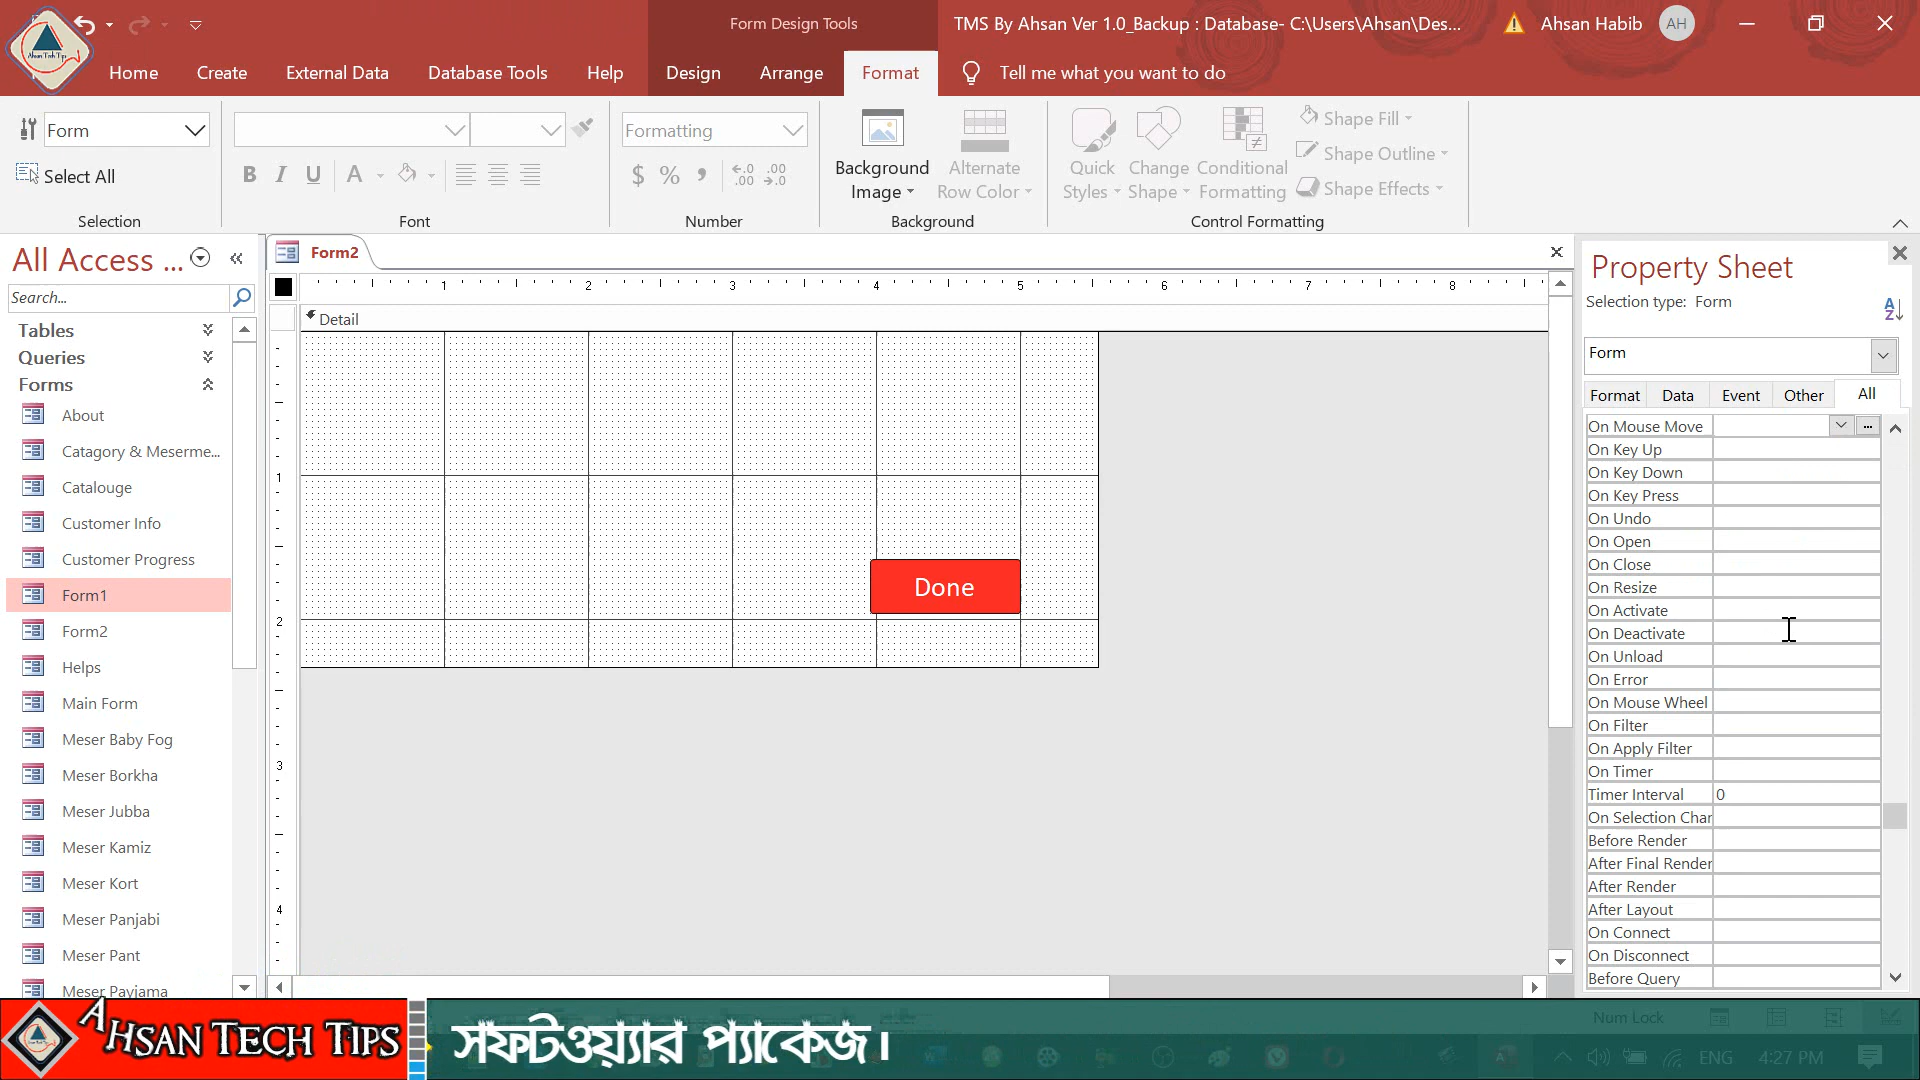 Form Design Tools
TMS By Ahsan Ver 1.0_Backup : Database- C:\Users\Ahsan\Des...
Ahsan Habib
AH
Home
Create
External Data
Database Tools
Help
Design
Arrange
Format
Tell me what you want to do
Form
Select All
Selection
B I U A
Font
Formatting
$ % ,
Number
Background Image
Alternate Row Color
Background
Quick Styles
Change Shape
Conditional Formatting
Shape Fill
Shape Outline
Shape Effects
Control Formatting
All Access ...
Search...
Tables
Queries
Forms
About
Catagory & Meserme...
Catalouge
Customer Info
Customer Progress
Form1
Form2
Helps
Main Form
Meser Baby Fog
Meser Borkha
Meser Jubba
Meser Kamiz
Meser Kort
Meser Panjabi
Meser Pant
Meser Payjama
Form2
1 2 3 4 5 6 7 8
Detail
1
2
3
4
Done
Property Sheet
Selection type: Form
Form
Format
Data
Event
Other
All
On Mouse Move
On Key Up
On Key Down
On Key Press
On Undo
On Open
On Close
On Resize
On Activate
On Deactivate
On Unload
On Error
On Mouse Wheel
On Filter
On Apply Filter
On Timer
Timer Interval 0
On Selection Char
Before Render
After Final Render
After Render
After Layout
On Connect
On Disconnect
Before Query
Num Lock
AHSAN TECH TIPS
সফটওয়্যার প্যাকেজ।
ENG
4:27 PM